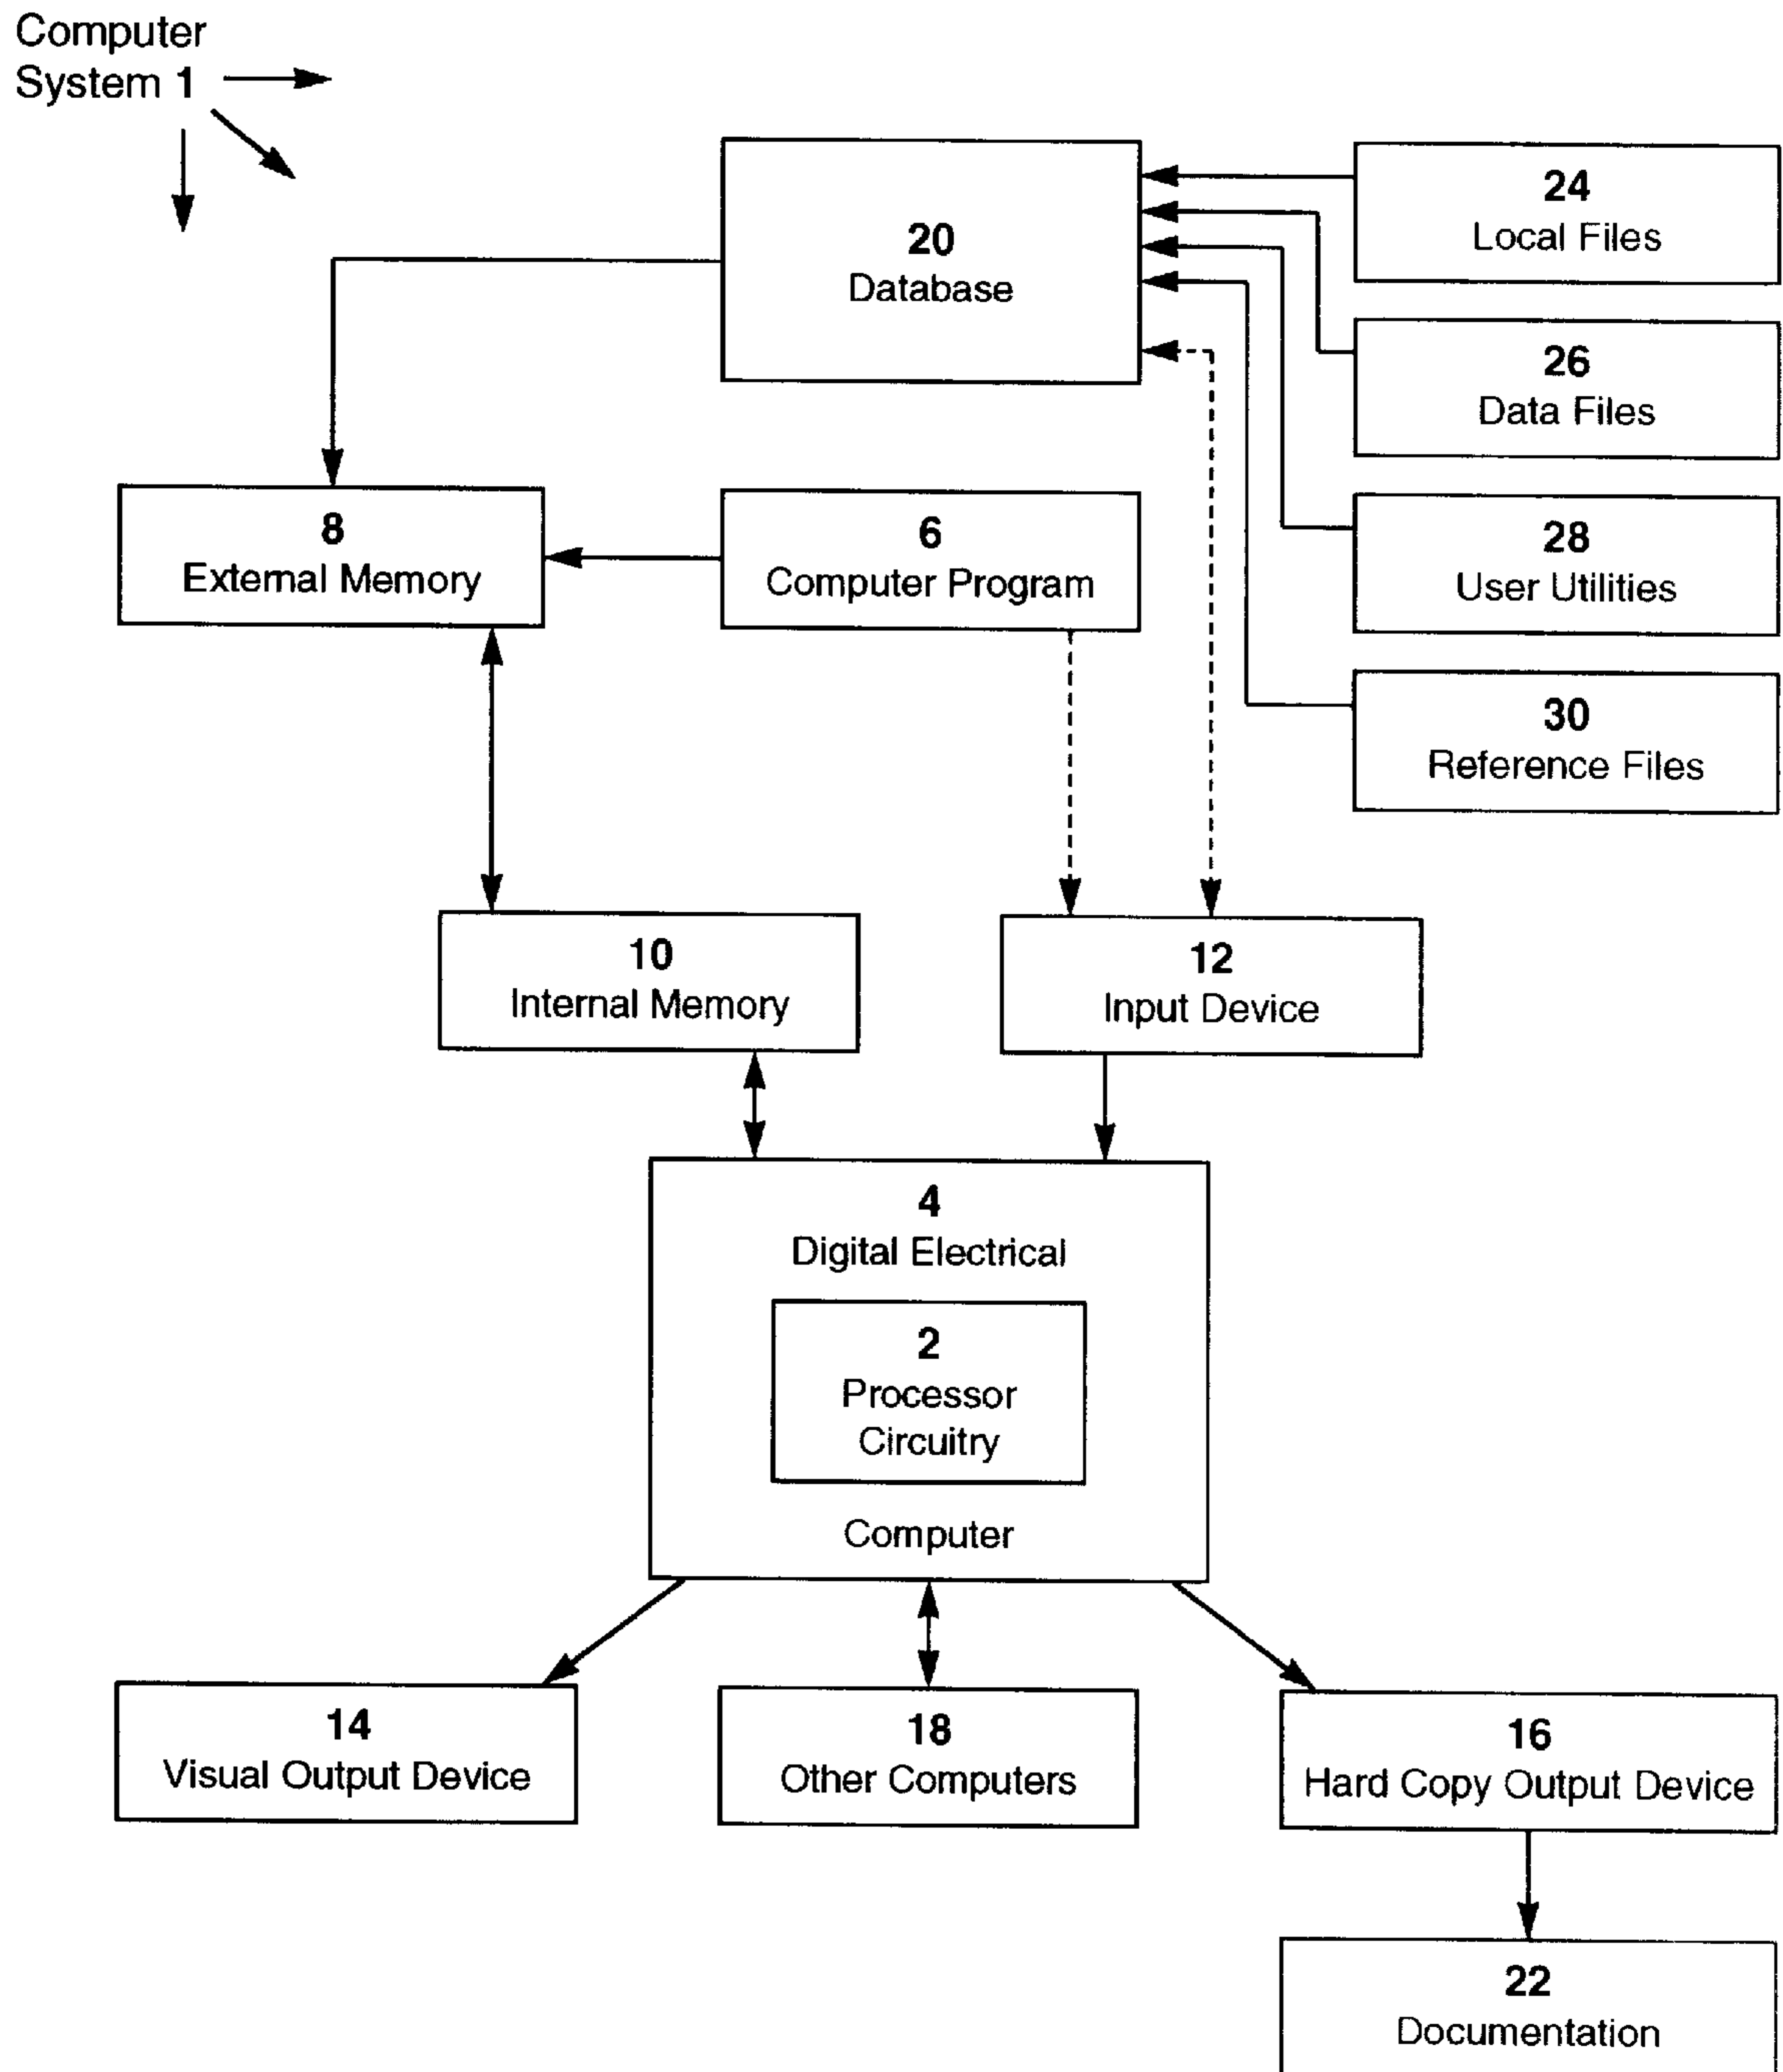 Computer
System 1
20
Database
24
Local Files
26
Data Files
8
External Memory
6
Computer Program
28
User Utilities
30
Reference Files
10
Internal Memory
12
Input Device
4
Digital Electrical
2
Processor
Circuitry
Computer
14
Visual Output Device
18
Other Computers
16
Hard Copy Output Device
22
Documentation